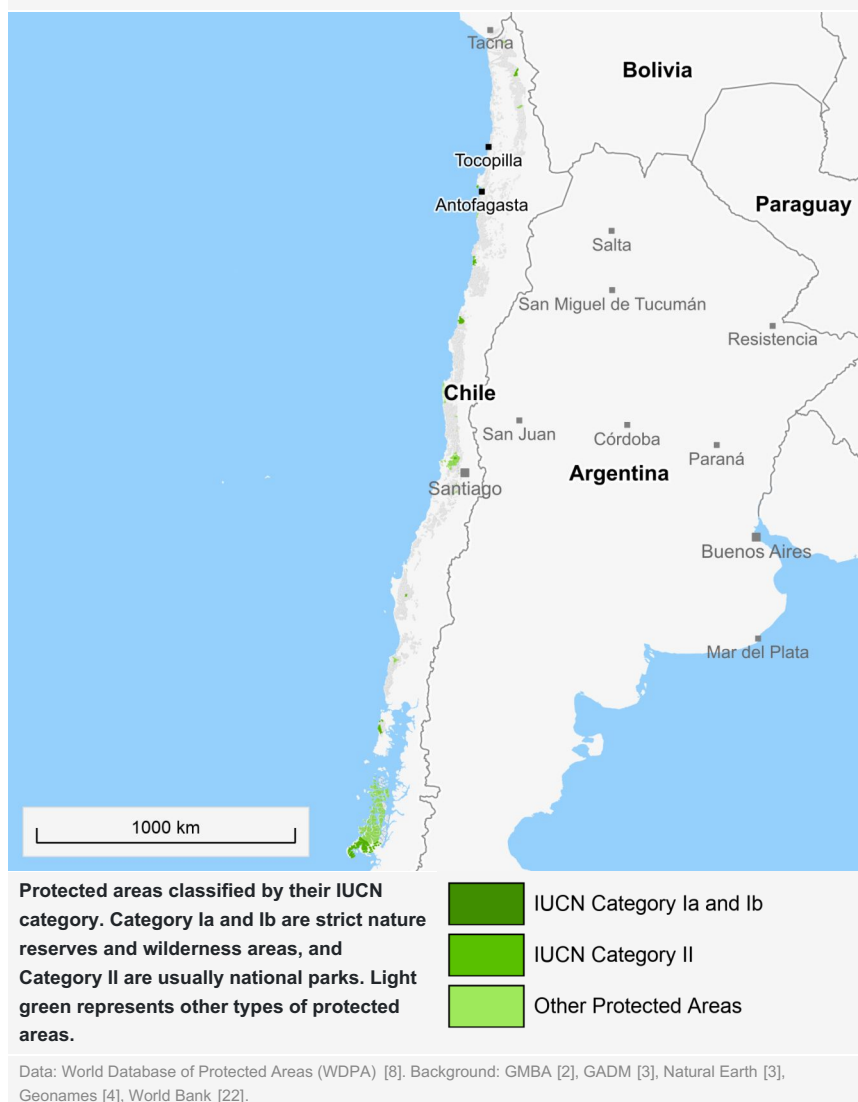 Tacna
Bolivia
Tocopilla
Antofagasta
Paraguay
Salta
San Miguel de Tucumán
Resistencia
Chile
San Juan
Córdoba
Paraná
Argentina
Santiago
Buenos Aires
Mar del Plata
1000 km
Protected areas classified by their IUCN
category. Category Ia and Ib are strict nature
reserves and wilderness areas, and
Category II are usually national parks. Light
green represents other types of protected
areas.
IUCN Category Ia and Ib
IUCN Category II
Other Protected Areas
Data: World Database of Protected Areas (WDPA) [8]. Background: GMBA [2], GADM [3], Natural Earth [3],
Geonames [4], World Bank [22].